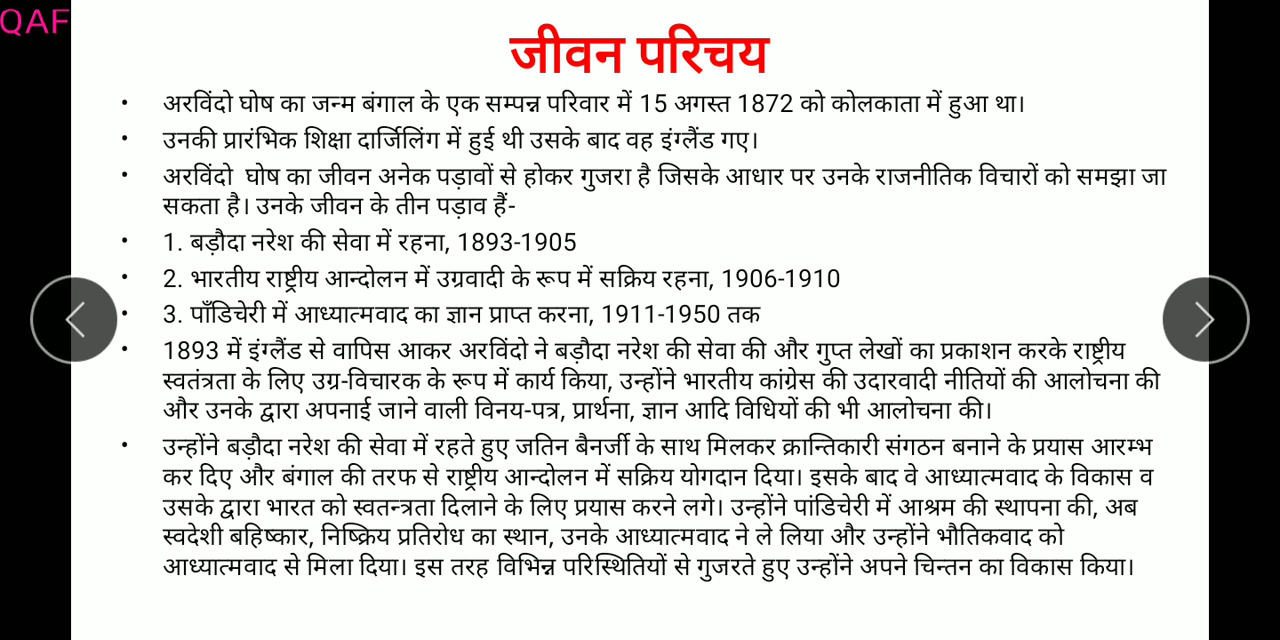 QAF
जीवन परिचय
• अरविंदो घोष का जन्म बंगाल के एक सम्पन्न परिवार में 15 अगस्त 1872 को कोलकाता में हुआ था।
• उनकी प्रारंभिक शिक्षा दार्जिलिंग में हुई थी उसके बाद वह इंग्लैंड गए।
• अरविंदो घोष का जीवन अनेक पड़ावों से होकर गुजरा है जिसके आधार पर उनके राजनीतिक विचारों को समझा जा
सकता है। उनके जीवन के तीन पड़ाव हैं-
• 1. बड़ौदा नरेश की सेवा में रहना, 1893-1905
• 2. भारतीय राष्ट्रीय आन्दोलन में उग्रवादी के रूप में सक्रिय रहना, 1906-1910
• 3. पाँडिचेरी में आध्यात्मवाद का ज्ञान प्राप्त करना, 1911-1950 तक
• 1893 में इंग्लैंड से वापिस आकर अरविंदो ने बड़ौदा नरेश की सेवा की और गुप्त लेखों का प्रकाशन करके राष्ट्रीय
स्वतंत्रता के लिए उग्र-विचारक के रूप में कार्य किया, उन्होंने भारतीय कांग्रेस की उदारवादी नीतियों की आलोचना की
और उनके द्वारा अपनाई जाने वाली विनय-पत्र, प्रार्थना, ज्ञान आदि विधियों की भी आलोचना की।
• उन्होंने बड़ौदा नरेश की सेवा में रहते हुए जतिन बैनर्जी के साथ मिलकर क्रान्तिकारी संगठन बनाने के प्रयास आरम्भ
कर दिए और बंगाल की तरफ से राष्ट्रीय आन्दोलन में सक्रिय योगदान दिया। इसके बाद वे आध्यात्मवाद के विकास व
उसके द्वारा भारत को स्वतन्त्रता दिलाने के लिए प्रयास करने लगे। उन्होंने पांडिचेरी में आश्रम की स्थापना की, अब
स्वदेशी बहिष्कार, निष्क्रिय प्रतिरोध का स्थान, उनके आध्यात्मवाद ने ले लिया और उन्होंने भौतिकवाद को
आध्यात्मवाद से मिला दिया। इस तरह विभिन्न परिस्थितियों से गुजरते हुए उन्होंने अपने चिन्तन का विकास किया।